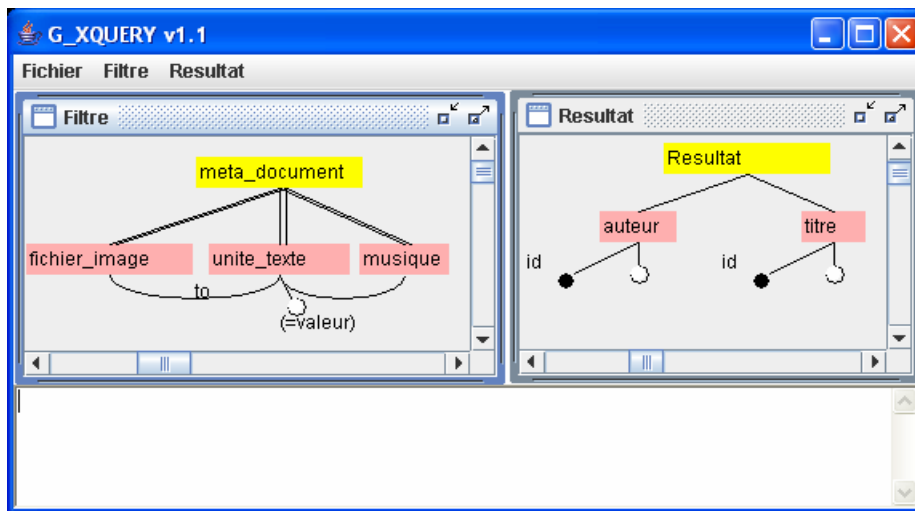 G_XQUERY v1.1
Fichier Filtre Resultat
Filtre
meta_document
fichier_image unite_texte musique
to
(=valeur)
Resultat
Resultat
auteur titre
id id